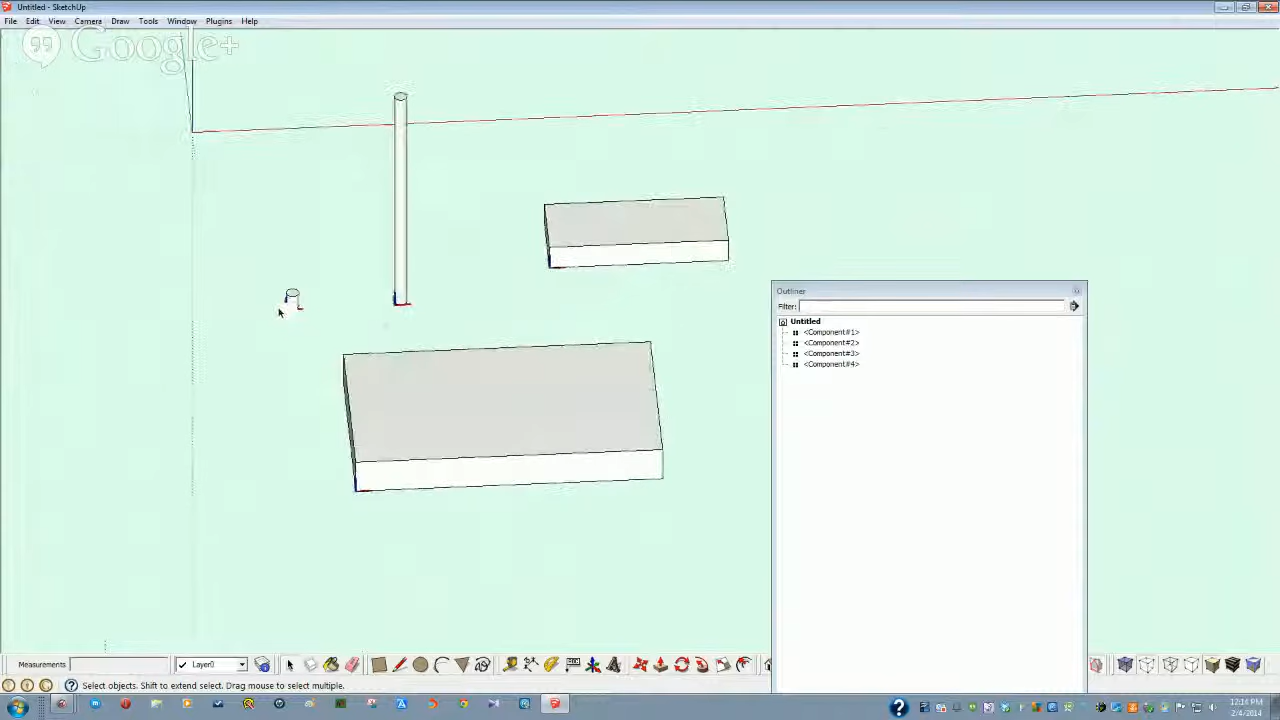 Untitled - SketchUp
File Edit View Camera Draw Tools Window Plugins Help
Google+
Outliner
Filter:
Untitled
<Component#1>
<Component#2>
<Component#3>
<Component#4>
Measurements
Layer0
Select objects. Shift to extend select. Drag mouse to select multiple.
12:14 PM
2/4/2014